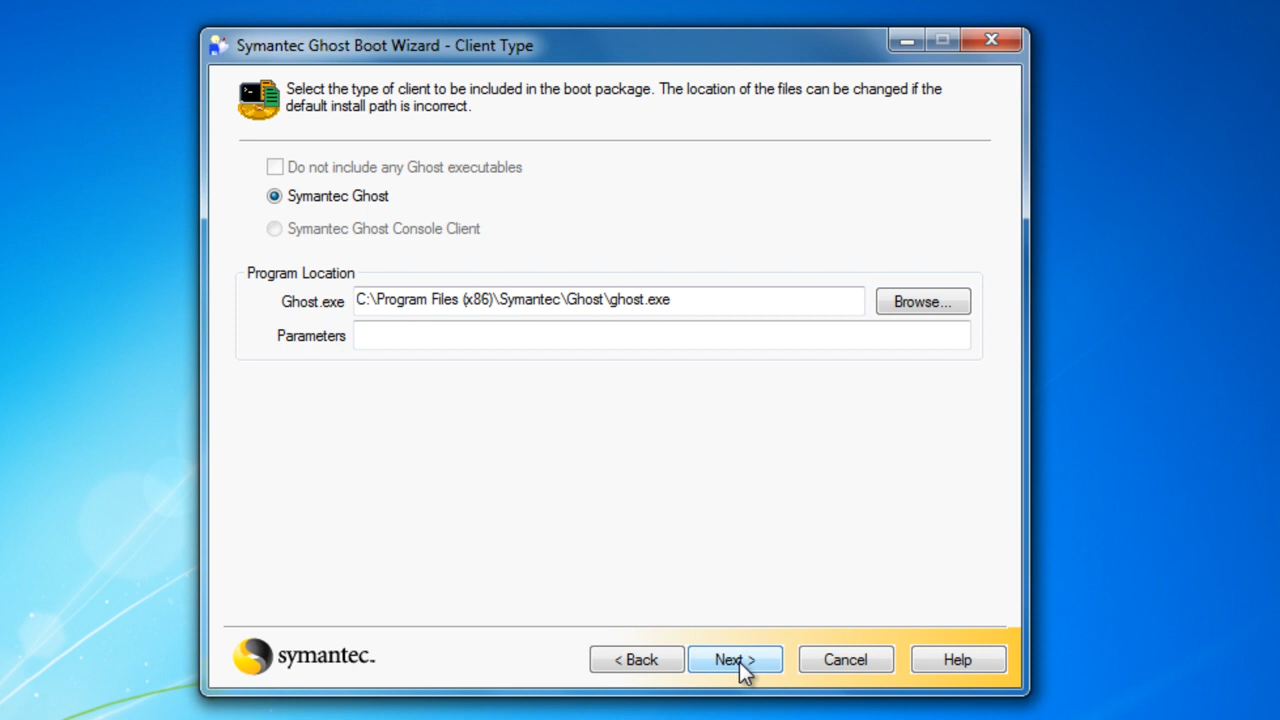 Symantec Ghost Boot Wizard - Client Type
Select the type of client to be included in the boot package. The location of the files can be changed if the
default install path is incorrect.
Do not include any Ghost executables
Symantec Ghost
Symantec Ghost Console Client
Program Location
Ghost.exe C:\Program Files (x86)\Symantec\Ghost\ghost.exe Browse...
Parameters
symantec. < Back Next > Cancel Help